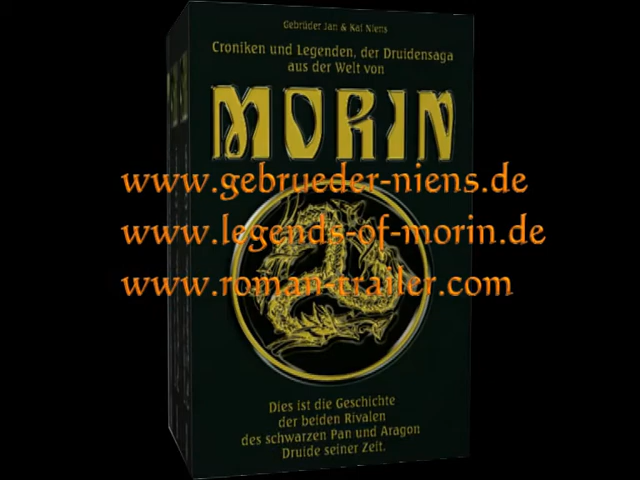 Gebrüder Jan & Kai Niens
Croniken und Legenden, der Druidensaga
aus der Welt von
MORIN
www.gebrueder-niens.de
www.legends-of-morin.de
www.roman-trailer.com
Dies ist die Geschichte
der beiden Rivalen
des schwarzen Pan und Aragon
Druide seiner Zeit.